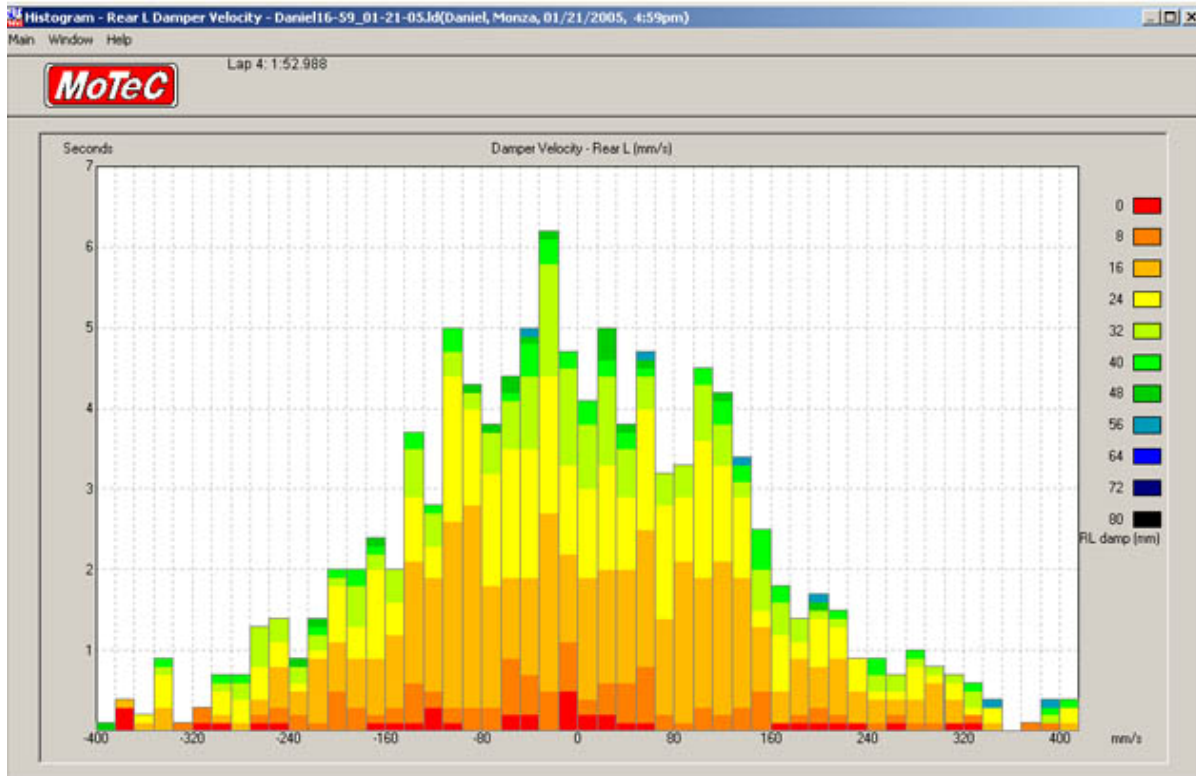 Histogram - Rear L Damper Velocity - Daniel16-59_01-21-05.ld(Daniel, Monza, 01/21/2005, 4:59pm)
Main Window Help
MoTeC
Lap 4: 1:52.988
Seconds
Damper Velocity - Rear L (mm/s)
7
6
5
4
3
2
1
-400 -320 -240 -160 -80 0 80 160 240 320 400 mm/s
0
8
16
24
32
40
48
56
64
72
80
RL damp (mm)